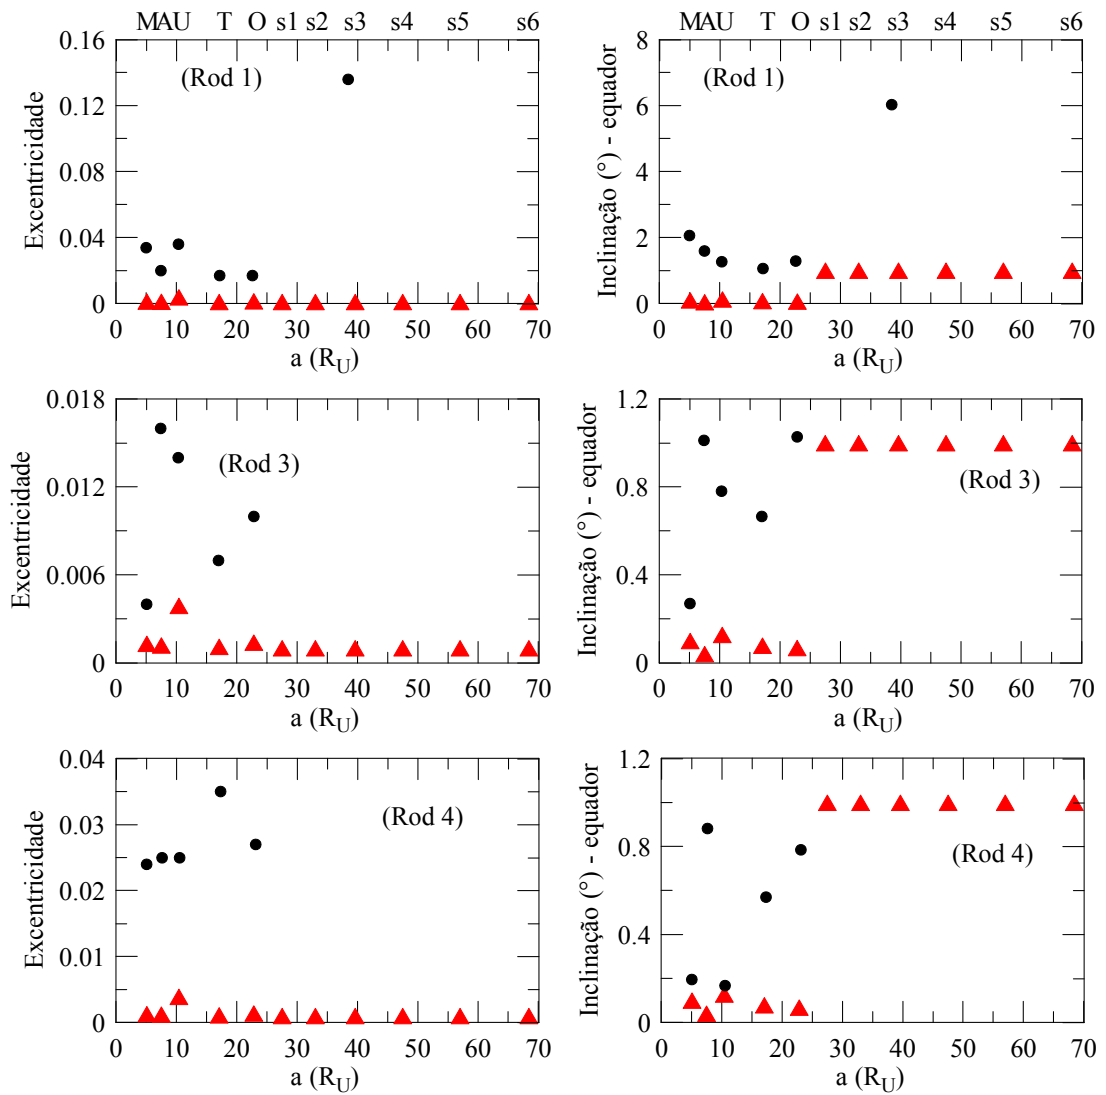 MAU T O s1 s2 s3 s4 s5 s6
0.16
0.12
0.08
0.04
0
Excentricidade
(Rod 1)
0 10 20 30 40 50 60 70
a (R_U)
MAU T O s1 s2 s3 s4 s5 s6
8
6
4
2
0
Inclinação (°) - equador
(Rod 1)
0 10 20 30 40 50 60 70
a (R_U)
0.018
0.012
0.006
0
Excentricidade
(Rod 3)
0 10 20 30 40 50 60 70
a (R_U)
1.2
0.8
0.4
0
Inclinação (°) - equador
(Rod 3)
0 10 20 30 40 50 60 70
a (R_U)
0.04
0.03
0.02
0.01
0
Excentricidade
(Rod 4)
0 10 20 30 40 50 60 70
a (R_U)
1.2
0.8
0.4
0
Inclinação (°) - equador
(Rod 4)
0 10 20 30 40 50 60 70
a (R_U)